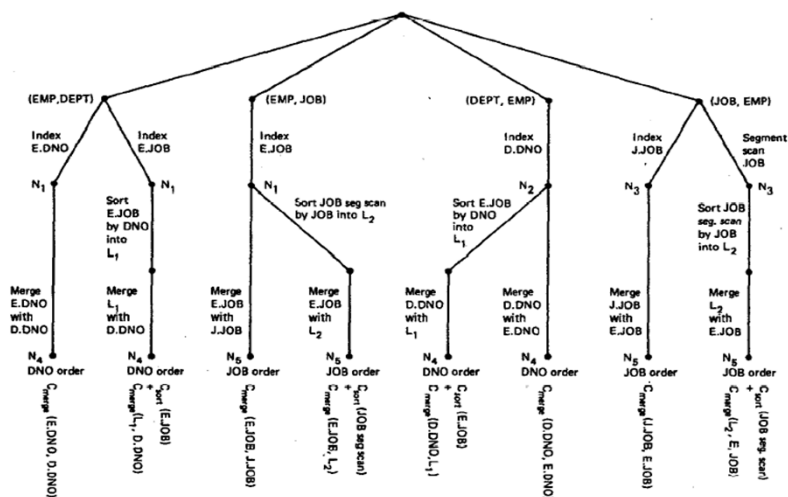 (EMP,DEPT)
(EMP, JOB)
(DEPT, EMP)
(JOB, EMP)
Index
E.DNO
Index
E.JOB
Index
E.JOB
Index
D.DNO
Index
J.JOB
Segment
scan
JOB
N1
N1
N1
N2
N3
N3
Sort
E.JOB
by DNO
into
L1
Sort JOB seg scan
by JOB into L2
Sort E.JOB
by DNO
into
L1
Sort JOB
seg. scan
by JOB
into L2
Merge
E.DNO
with
D.DNO
Merge
L1
with
D.DNO
Merge
E.JOB
with
J.JOB
Merge
E.JOB
with
L2
Merge
D.DNO
with
L1
Merge
D.DNO
with
E.DNO
Merge
J.JOB
with
E.JOB
Merge
L2
with
E.JOB
N4
DNO order
N4
DNO order
N5
JOB order
N5
JOB order
N4
DNO order
N4
DNO order
N5
JOB order
N5
JOB order
Cmerge (E.DNO, D.DNO)
Csort (E.JOB)
+
Cmerge(L1, D.DNO)
Cmerge (E.JOB, J.JOB)
Csort (JOB seg scan)
+
Cmerge (E.JOB, L2)
Csort (E.JOB)
+
Cmerge (D.DNO, L1)
Cmerge (D.DNO, E.DNO
Cmerge (J.JOB, E.JOB)
Csort (JOB seg. scan)
+
Cmerge (L2, E, JOB)